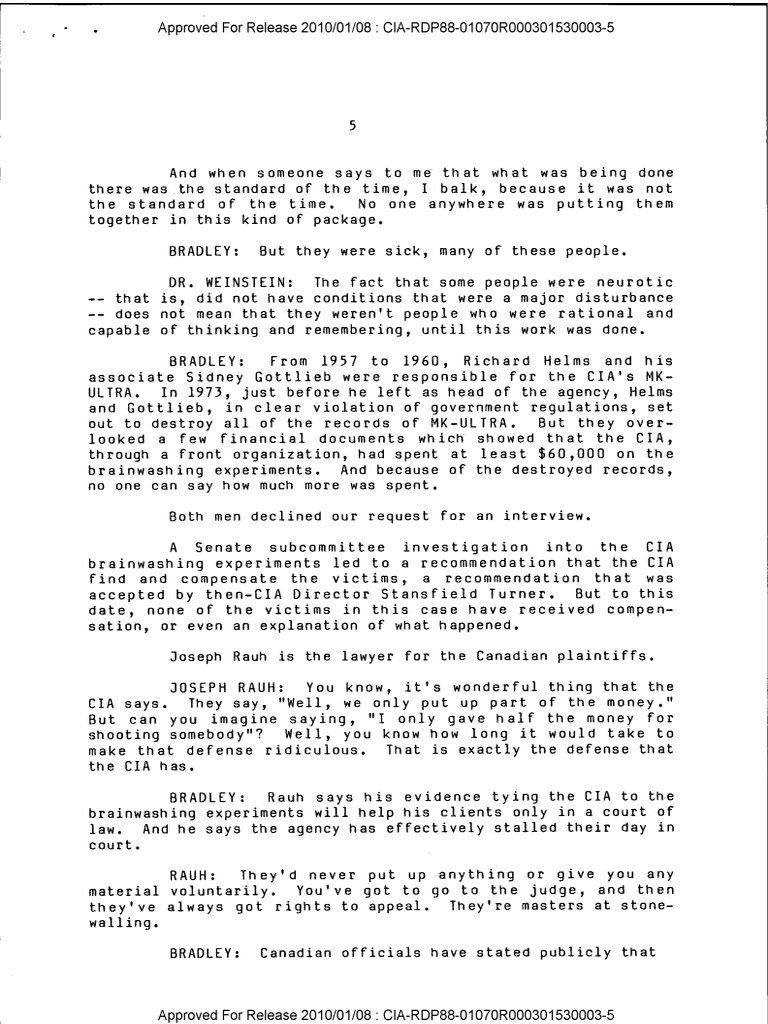 Approved For Release 2010/01/08 : CIA-RDP88-01070R000301530003-5
5
And when someone says to me that what was being done
there was the standard of the time, I balk, because it was not
the standard of the time. No one anywhere was putting them
together in this kind of package.
BRADLEY: But they were sick, many of these people.
DR. WEINSTEIN: The fact that some people were neurotic
-- that is, did not have conditions that were a major disturbance
-- does not mean that they weren't people who were rational and
capable of thinking and remembering, until this work was done.
BRADLEY: From 1957 to 1960, Richard Helms and his
associate Sidney Gottlieb were responsible for the CIA's MK-
ULTRA. In 1973, just before he left as head of the agency, Helms
and Gottlieb, in clear violation of government regulations, set
out to destroy all of the records of MK-ULTRA. But they over-
looked a few financial documents which showed that the CIA,
through a front organization, had spent at least $60,000 on the
brainwashing experiments. And because of the destroyed records,
no one can say how much more was spent.
Both men declined our request for an interview.
A Senate subcommittee investigation into the CIA
brainwashing experiments led to a recommendation that the CIA
find and compensate the victims, a recommendation that was
accepted by then-CIA Director Stansfield Turner. But to this
date, none of the victims in this case have received compen-
sation, or even an explanation of what happened.
Joseph Rauh is the lawyer for the Canadian plaintiffs.
JOSEPH RAUH: You know, it's wonderful thing that the
CIA says. They say, "Well, we only put up part of the money."
But can you imagine saying, "I only gave half the money for
shooting somebody"? Well, you know how long it would take to
make that defense ridiculous. That is exactly the defense that
the CIA has.
BRADLEY: Rauh says his evidence tying the CIA to the
brainwashing experiments will help his clients only in a court of
law. And he says the agency has effectively stalled their day in
court.
RAUH: They'd never put up anything or give you any
material voluntarily. You've got to go to the judge, and then
they've always got rights to appeal. They're masters at stone-
walling.
BRADLEY: Canadian officials have stated publicly that
Approved For Release 2010/01/08 : CIA-RDP88-01070R000301530003-5